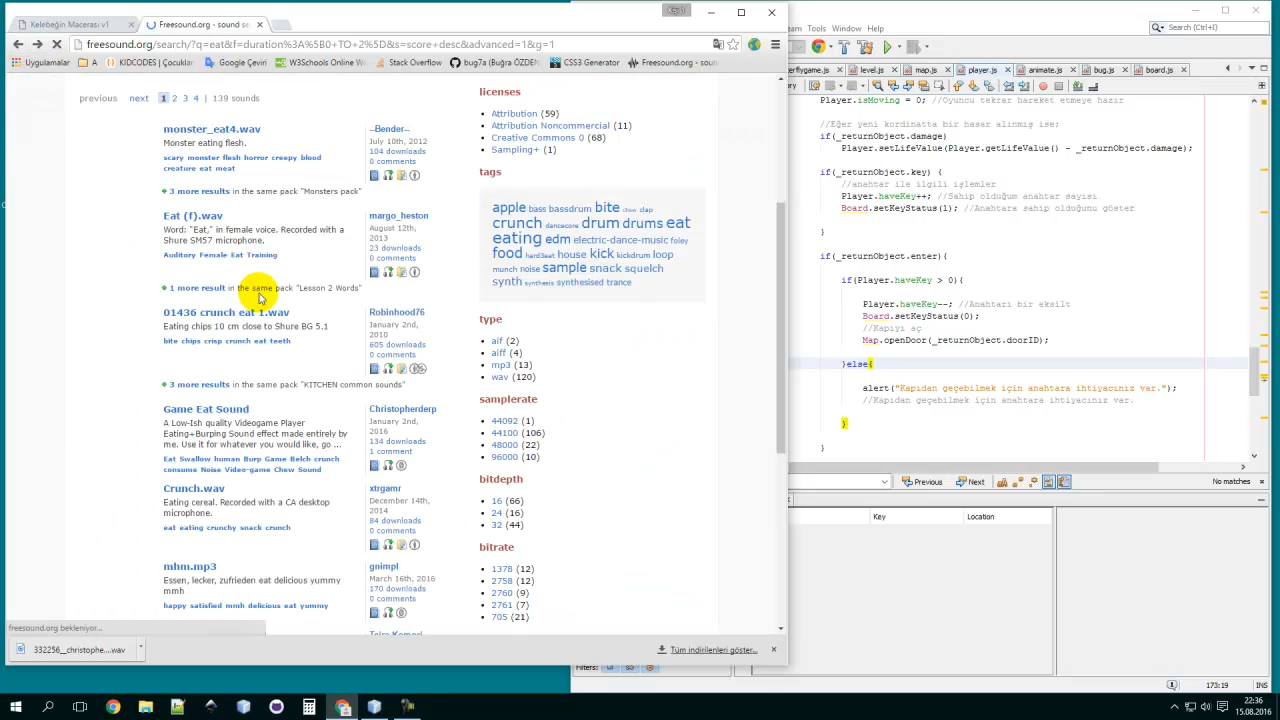 Kelebeğin Macerası v1
Freesound.org - sound se
freesound.org/search/?q=eat&f=duration%3A%5B0 TO 2%5D&s=score desc&advanced=1&g=
Uygulamalar
A
KIDCODES | Çocuklar
Google Çeviri
W3Schools Online We
Stack Overflow
bug7a (Buğra ÖZDEN)
CSS3 Generator
Freesound.org - soun
previous next 1 2 3 4 | 139 sounds
monster_eat4.wav
Monster eating flesh.
scary monster flesh horror creepy blood
creature eat meat
--Bender--
July 10th, 2012
104 downloads
0 comments
3 more results in the same pack "Monsters pack"
Eat (f).wav
Word: "Eat," in female voice. Recorded with a
Shure SM57 microphone.
Auditory Female Eat Training
margo_heston
August 12th,
2013
23 downloads
0 comments
1 more result in the same pack "Lesson 2 Words"
01436 crunch eat 1.wav
Eating chips 10 cm close to Shure BG 5.1
bite chips crisp crunch eat teeth
Robinhood76
January 2nd,
2010
605 downloads
0 comments
3 more results in the same pack "KITCHEN common sounds"
Game Eat Sound
A Low-Ish quality Videogame Player
Eating+Burping Sound effect made entirely by
me. Use it for whatever you would like, go ...
Eat Swallow human Burp Game Belch crunch
consume Noise Video-game Chew Sound
Christopherderp
January 2nd,
2016
134 downloads
1 comment
Crunch.wav
Eating cereal. Recorded with a CA desktop
microphone.
eat eating crunchy snack crunch
xtrgamr
December 14th,
2014
84 downloads
0 comments
mhm.mp3
Essen, lecker, zufrieden eat delicious yummy
mmh
happy satisfied mmh delicious eat yummy
gnimpl
March 16th, 2016
170 downloads
0 comments
licenses
Attribution (59)
Attribution Noncommercial (11)
Creative Commons 0 (68)
Sampling+ (1)
tags
apple bass bassdrum bite chew clap
crunch dancecore drum drums eat
eating edm electric-dance-music foley
food hard3eat house kick kickdrum loop
munch noise sample snack squelch
synth synthesis synthesised trance
type
aif (2)
aiff (4)
mp3 (13)
wav (120)
samplerate
44092 (1)
44100 (106)
48000 (22)
96000 (10)
bitdepth
16 (66)
24 (16)
32 (44)
bitrate
1378 (12)
2758 (12)
2760 (9)
2761 (7)
705 (21)
freesound.org bekleniyor...
332256__christophe....wav
Tüm indirilenleri göster...
eam Tools Window Help
Search (Ctrl+I)
erflygame.js
level.js
map.js
player.js
animate.js
bug.js
board.js
Player.isMoving = 0; //Oyuncu tekrar hareket etmeye hazır
//Eğer yeni kordinatta bir hasar alınmış ise;
if(_returnObject.damage)
Player.setLifeValue(Player.getLifeValue() - _returnObject.damage);
if(_returnObject.key) {
//anahtar ile ilgili işlemler
Player.haveKey++; //Sahip olduğum anahtar sayısı
Board.setKeyStatus(1); //Anahtara sahip olduğunu göster
}
if(_returnObject.enter){
if(Player.haveKey > 0){
Player.haveKey--; //Anahtarı bir eksilt
Board.setKeyStatus(0);
//Kapıyı aç
Map.openDoor(_returnObject.doorID);
}else{
alert("Kapıdan geçebilmek için anahtara ihtiyacınız var.");
//Kapıdan geçebilmek için anahtara ihtiyacınız var.
}
}
Previous
Next
No matches
Key
Location
Filters:
173:19
INS
22:36
15.08.2016